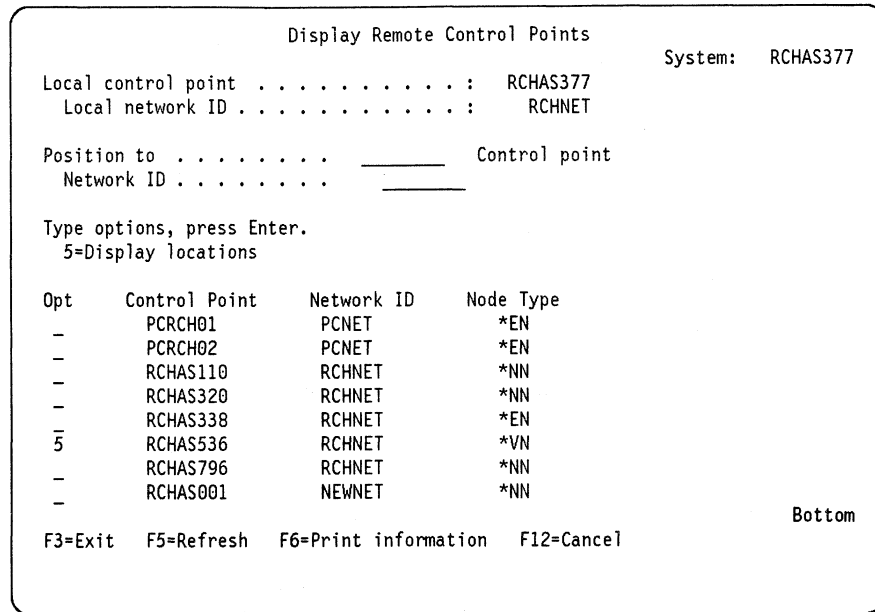 Display Remote Control Points
System: RCHAS377
Local control point . . . . . . . . . . . : RCHAS377
Local network ID . . . . . . . . . . . . : RCHNET
Position to . . . . . . . . ________ Control point
Network ID . . . . . . . . ________
Type options, press Enter.
5=Display locations
Opt Control Point Network ID Node Type
_ PCRCH01 PCNET *EN
_ PCRCH02 PCNET *EN
_ RCHAS110 RCHNET *NN
_ RCHAS320 RCHNET *NN
_ RCHAS338 RCHNET *EN
5 RCHAS536 RCHNET *VN
_ RCHAS796 RCHNET *NN
_ RCHAS001 NEWNET *NN
Bottom
F3=Exit F5=Refresh F6=Print information F12=Cancel